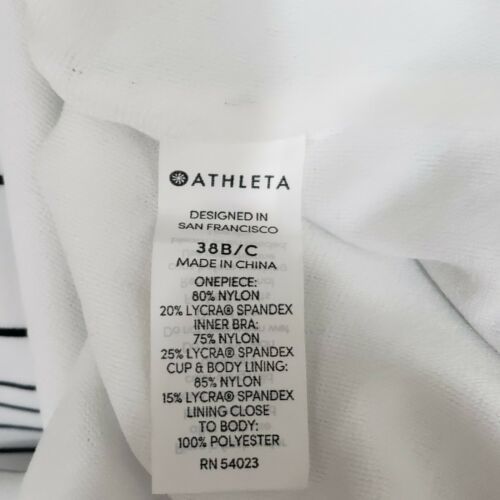 ATHLETA
DESIGNED IN
SAN FRANCISCO
38B/C
MADE IN CHINA
ONEPIECE:
80% NYLON
20% LYCRA® SPANDEX
INNER BRA:
75% NYLON
25% LYCRA® SPANDEX
CUP & BODY LINING:
85% NYLON
15% LYCRA® SPANDEX
LINING CLOSE
TO BODY:
100% POLYESTER
RN 54023